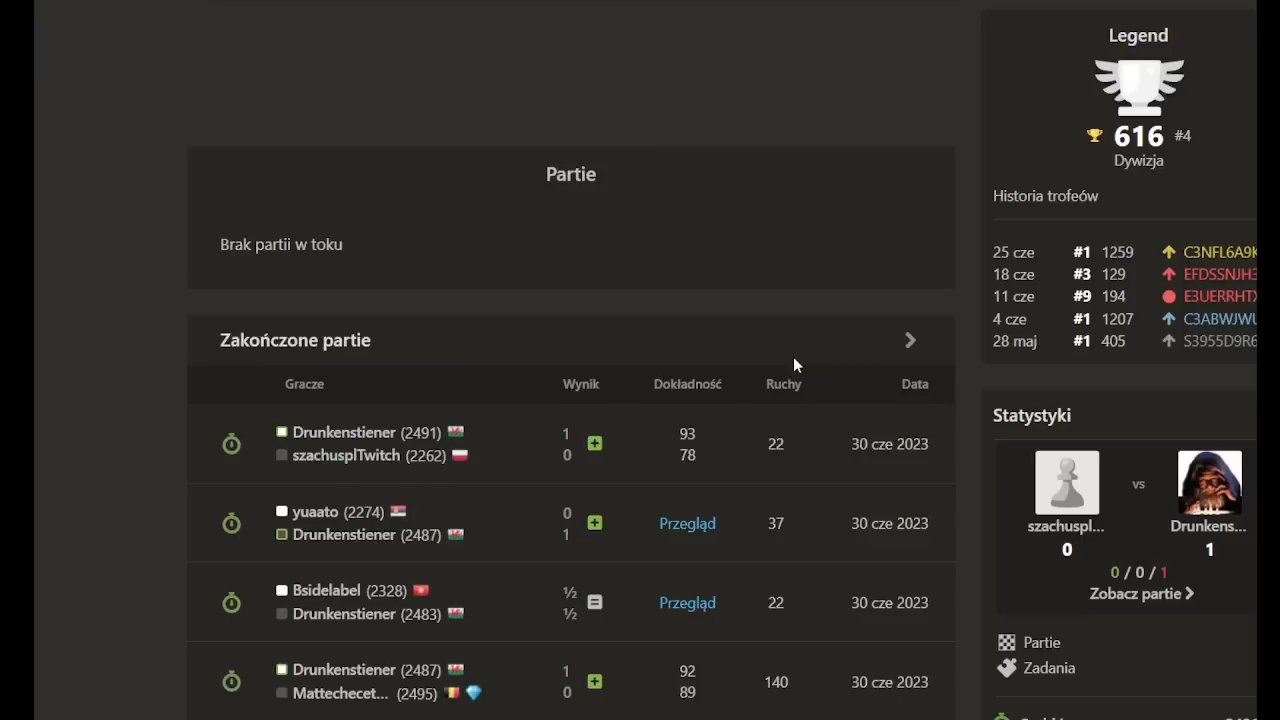 Partie
Brak partii w toku
Zakończone partie
Gracze Wynik Dokładność Ruchy Data
Drunkenstiener (2491) 1 93 22 30 cze 2023
szachusplTwitch (2262) 0 78
yuaato (2274) 0 Przegląd 37 30 cze 2023
Drunkenstiener (2487) 1
Bsidelabel (2328) ½ Przegląd 22 30 cze 2023
Drunkenstiener (2483) ½
Drunkenstiener (2487) 1 92 140 30 cze 2023
Mattechecet... (2495) 0 89
Legend
616 #4
Dywizja
Historia trofeów
25 cze #1 1259 C3NFL6A9K
18 cze #3 129 EFDSSNJH3
11 cze #9 194 E3UERRHTX
4 cze #1 1207 C3ABWJWU
28 maj #1 405 S3955D9R6
Statystyki
vs
szachuspl... Drunkens...
0 1
0 / 0 / 1
Zobacz partie
Partie
Zadania